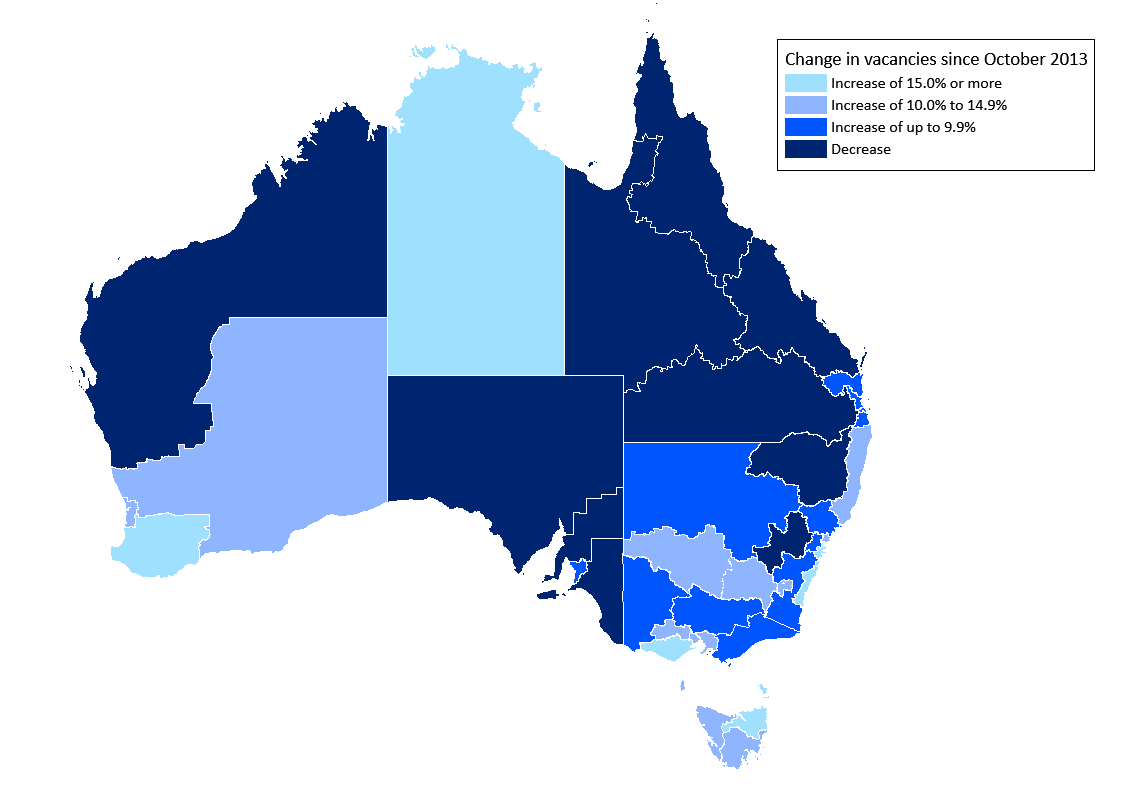 Change in vacancies since October 2013
Increase of 15.0% or more
Increase of 10.0% to 14.9%
Increase of up to 9.9%
Decrease